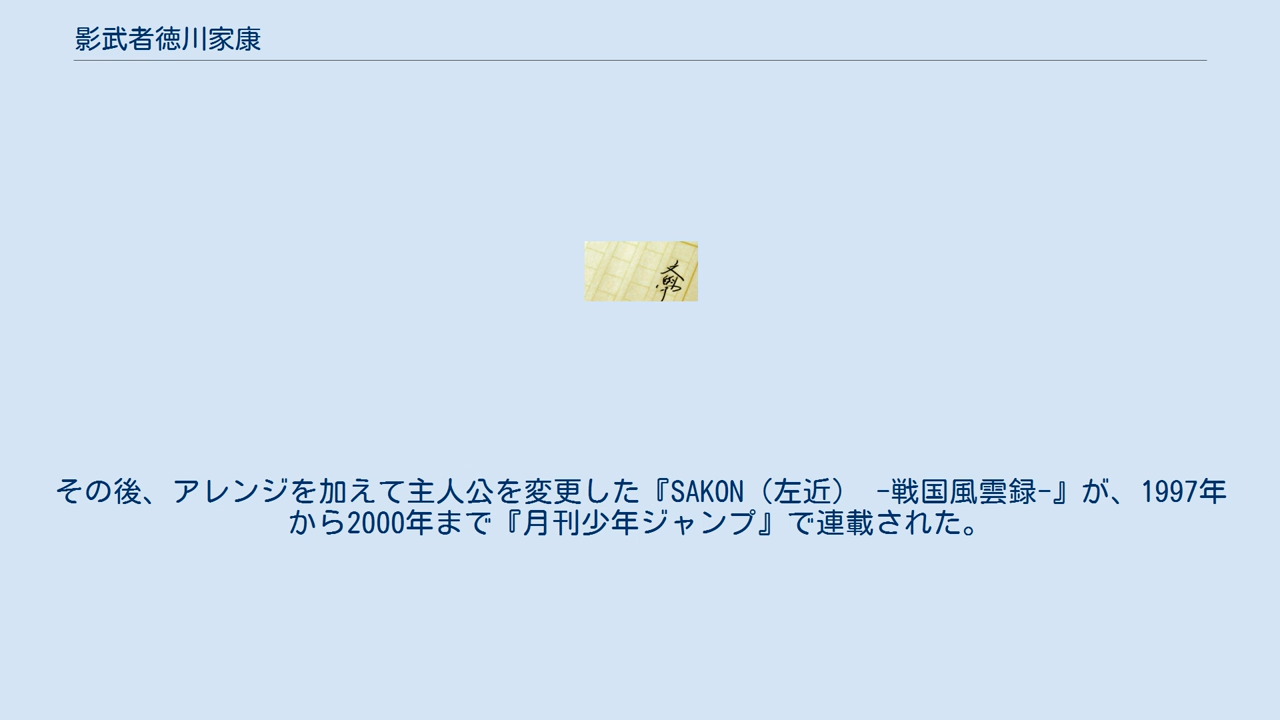 影武者徳川家康
その後、アレンジを加えて主人公を変更した『SAKON（左近） -戦国風雲録-』が、1997年
から2000年まで『月刊少年ジャンプ』で連載された。